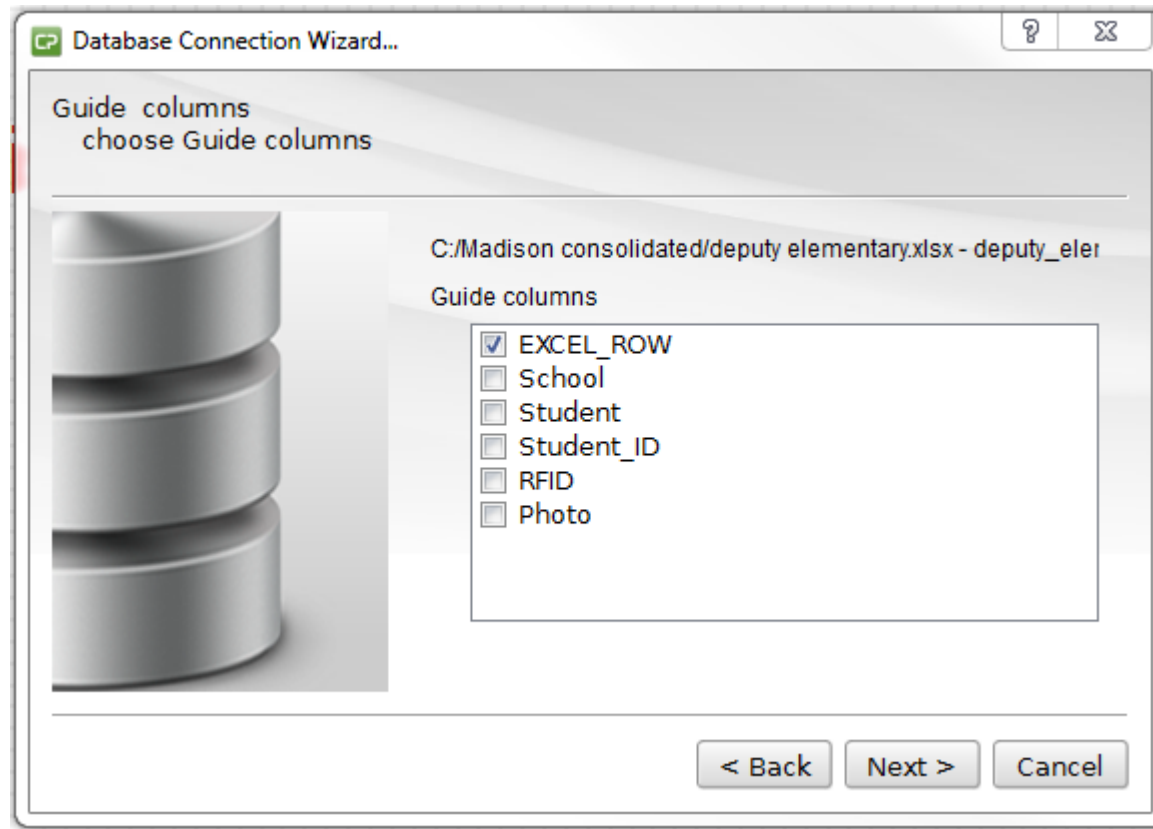 CP Database Connection Wizard...
?
Guide columns
choose Guide columns
C:/Madison consolidated/deputy elementary.xlsx - deputy_eler
Guide columns
EXCEL_ROW
School
Student
Student_ID
RFID
Photo
< Back Next > Cancel